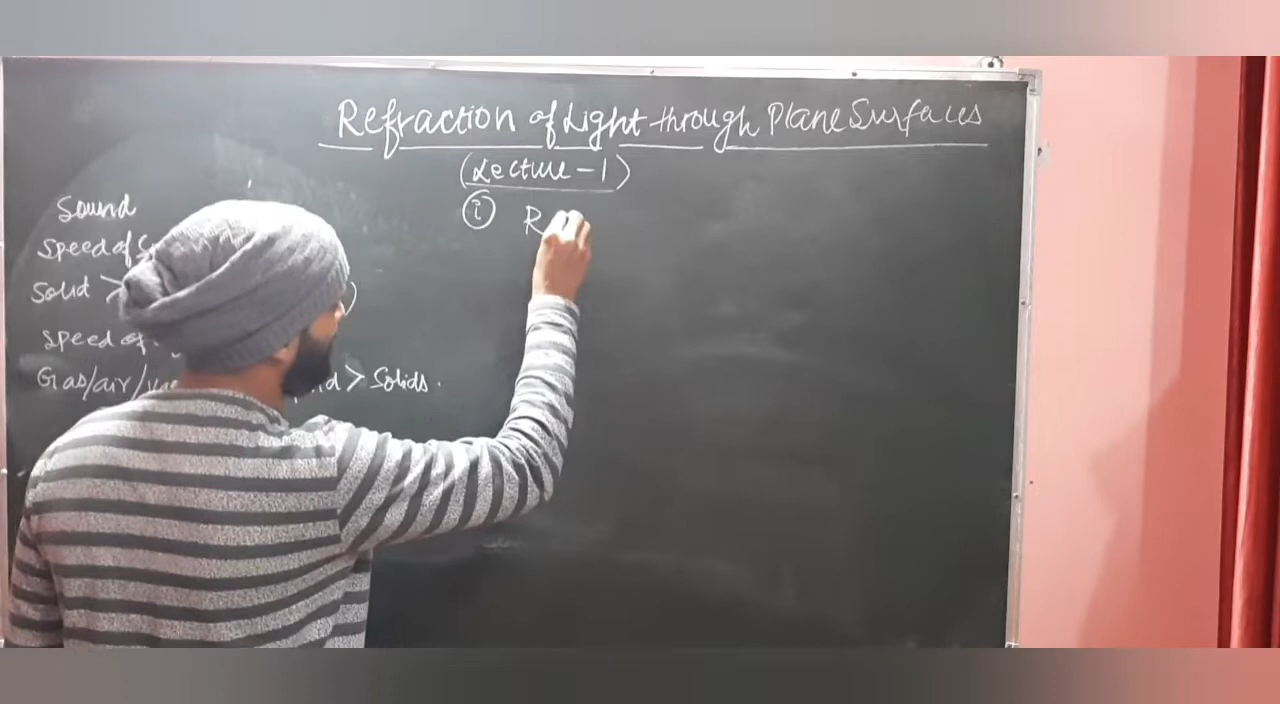 Refraction of Light through Plane Surfaces
(Lecture-1)
Sound
Speed of
Solid >
)
Speed of
Gas/air/ > Solids.
(i) R